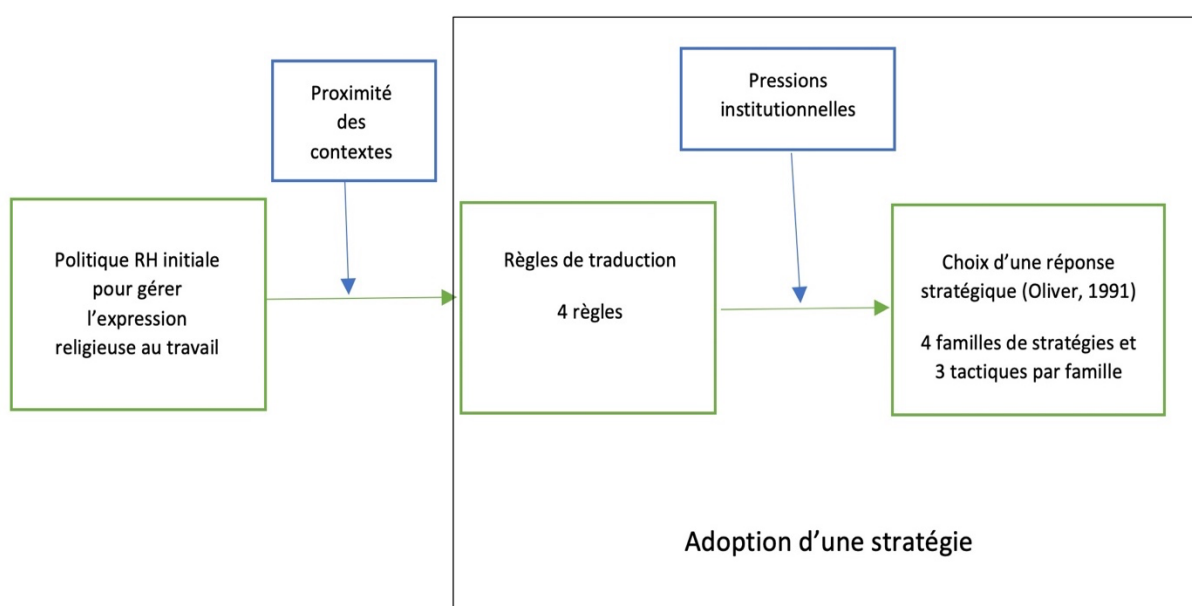 Proximité
des
contextes
Pressions
institutionnelles
Politique RH initiale
pour gérer
l’expression
religieuse au travail
Règles de traduction
4 règles
Choix d’une réponse
stratégique (Oliver, 1991)
4 familles de stratégies et
3 tactiques par famille
Adoption d’une stratégie